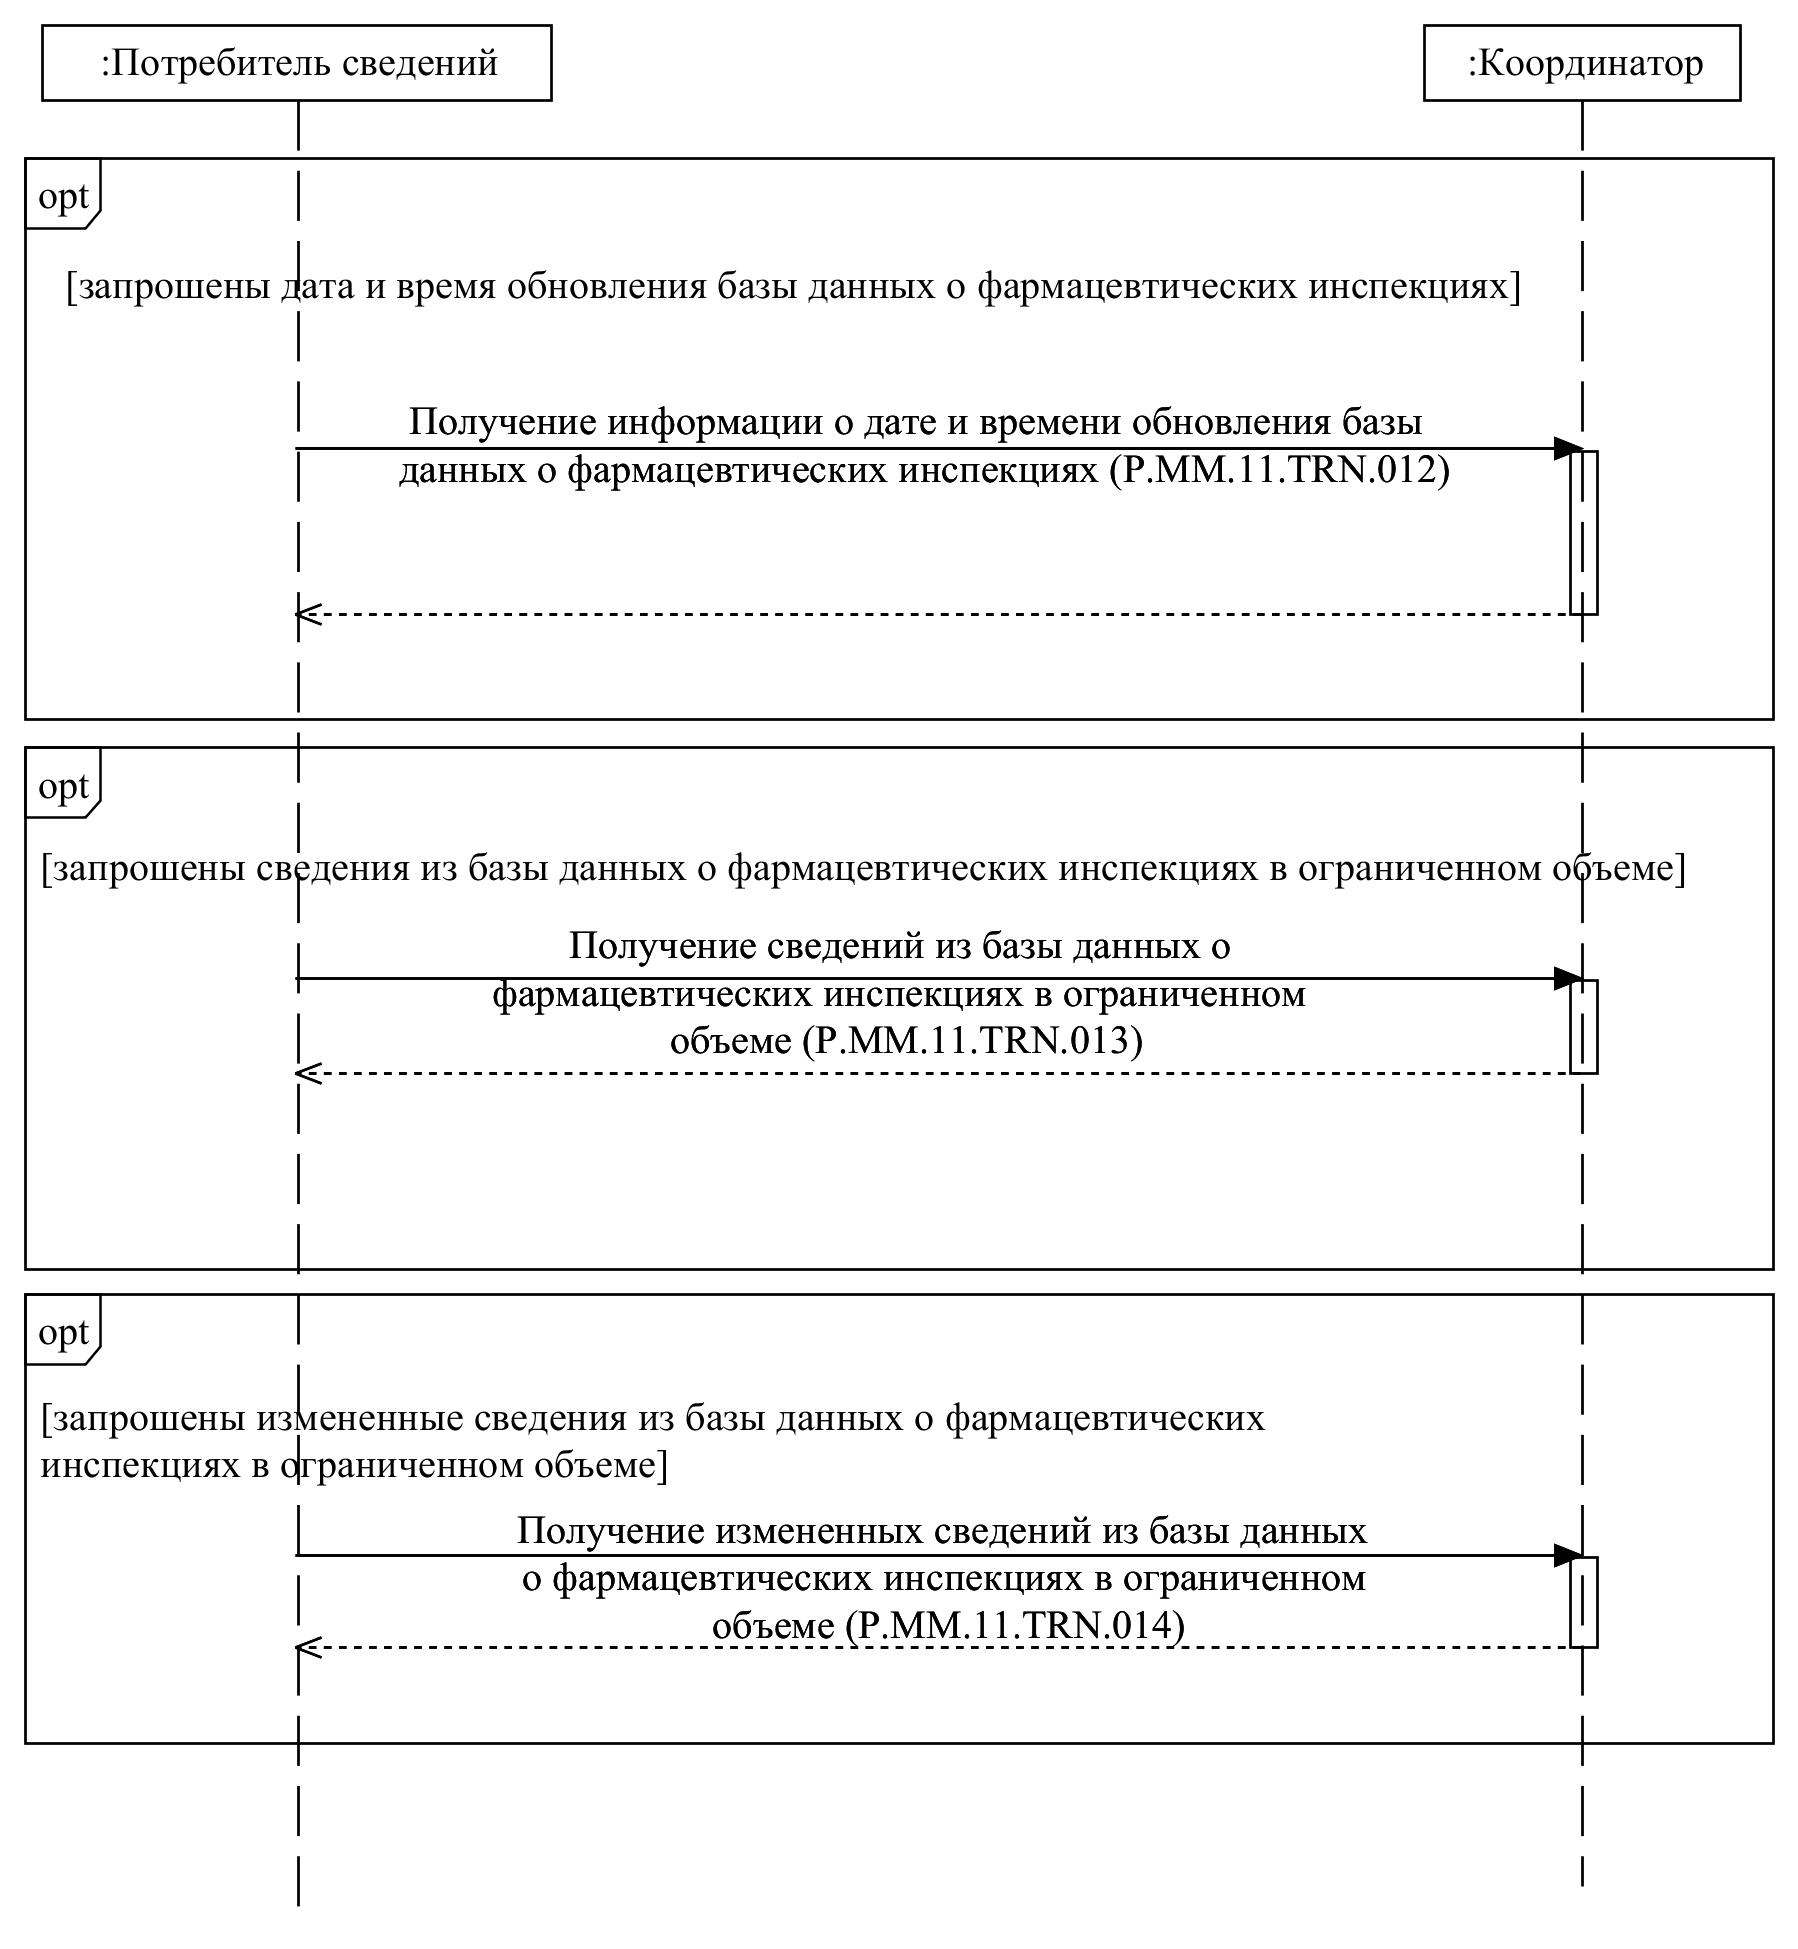 :Потребитель сведений
:Координатор
opt
[запрошены дата и время обновления базы данных о фармацевтических инспекциях]
Получение информации о дате и времени обновления базы
данных о фармацевтических инспекциях (P.MM.11.TRN.012)
opt
[запрошены сведения из базы данных о фармацевтических инспекциях в ограниченном объеме]
Получение сведений из базы данных о
фармацевтических инспекциях в ограниченном
объеме (P.MM.11.TRN.013)
opt
[запрошены измененные сведения из базы данных о фармацевтических
инспекциях в ограниченном объеме]
Получение измененных сведений из базы данных
о фармацевтических инспекциях в ограниченном
объеме (P.MM.11.TRN.014)